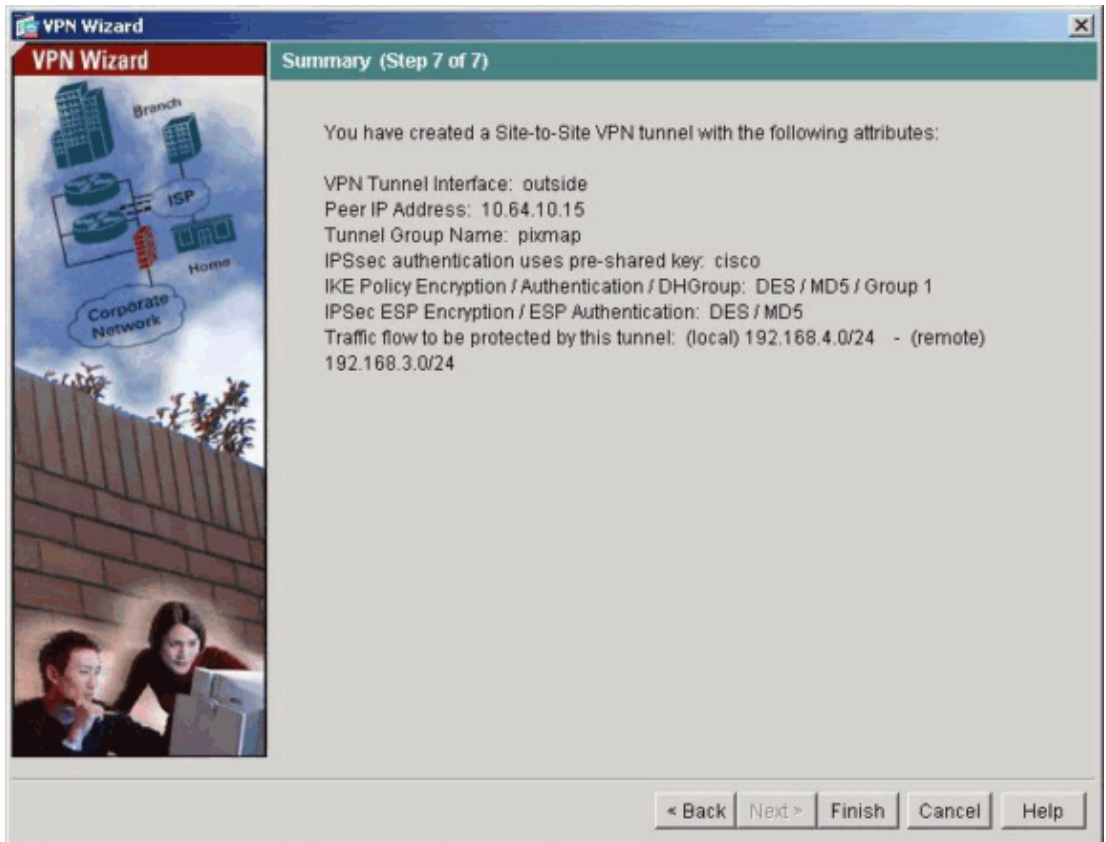 VPN Wizard
VPN Wizard
Summary (Step 7 of 7)
Branch
ISP
Home
Corporate
Network
You have created a Site-to-Site VPN tunnel with the following attributes:
VPN Tunnel Interface: outside
Peer IP Address: 10.64.10.15
Tunnel Group Name: pixmap
IPSsec authentication uses pre-shared key: cisco
IKE Policy Encryption / Authentication / DHGroup: DES / MD5 / Group 1
IPSec ESP Encryption / ESP Authentication: DES / MD5
Traffic flow to be protected by this tunnel: (local) 192.168.4.0/24 - (remote)
192.168.3.0/24
< Back Next > Finish Cancel Help